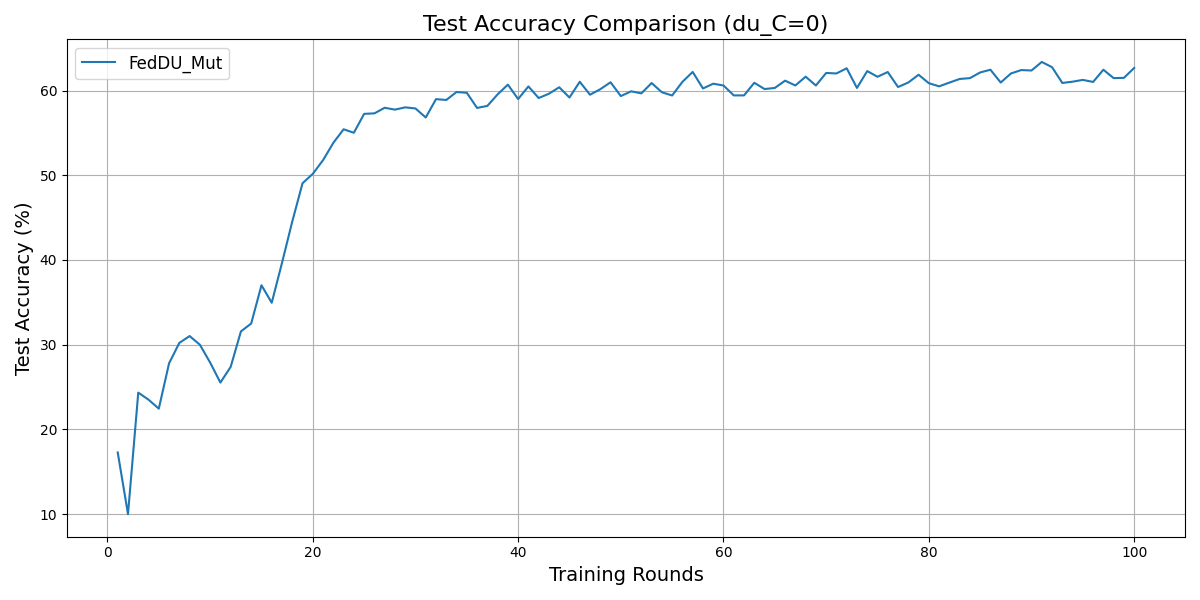 Test Accuracy Comparison (du_C=0)
FedDU_Mut
Test Accuracy (%)
60
50
40
30
20
10
0 20 40 60 80 100
Training Rounds